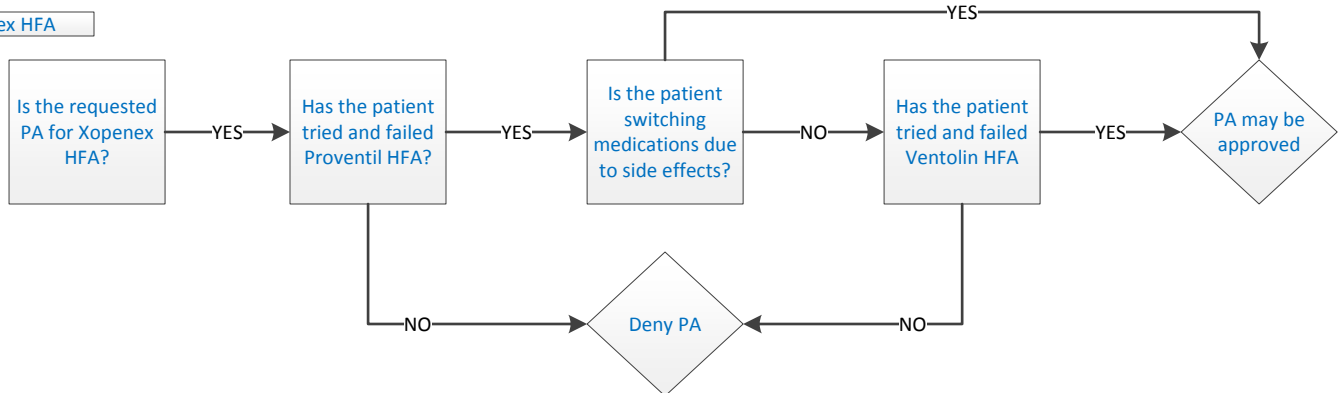 HFA
YES
Is the requested
PA for Xopenex
HFA?
YES
Has the patient
tried and failed
Proventil HFA?
YES
Is the patient
switching
medications due
to side effects?
NO
Has the patient
tried and failed
Ventolin HFA
YES
PA may be
approved
NO
Deny PA
NO